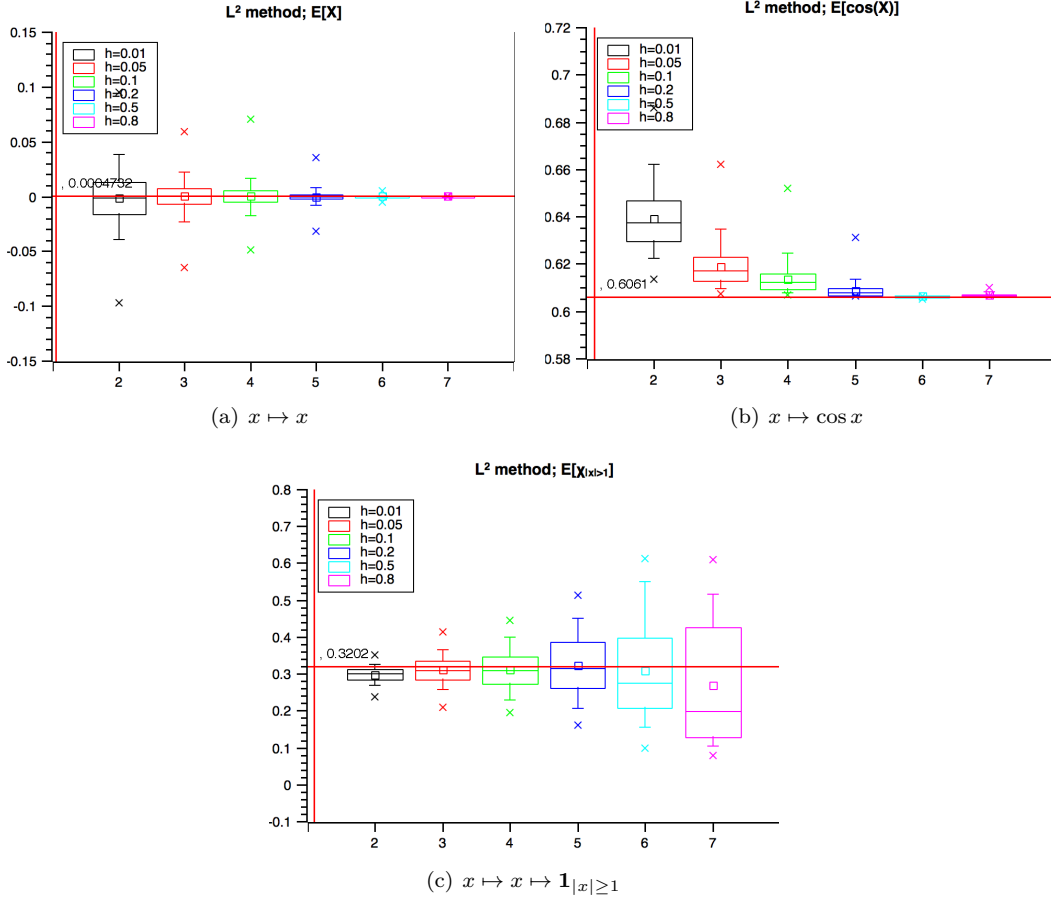 L² method; E[X]
0.15
0.1
0.05
0
-0.05
-0.1
-0.15
h=0.01
h=0.05
h=0.1
h=0.2
h=0.5
h=0.8
, 0.0004732
2 3 4 5 6 7
(a) x ↦ x
L² method; E[cos(X)]
0.72
0.7
0.68
0.66
0.64
0.62
0.6
0.58
h=0.01
h=0.05
h=0.1
h=0.2
h=0.5
h=0.8
, 0.6061
2 3 4 5 6 7
(b) x ↦ cos x
L² method; E[χ|x|>1]
0.8
0.7
0.6
0.5
0.4
0.3
0.2
0.1
0
-0.1
h=0.01
h=0.05
h=0.1
h=0.2
h=0.5
h=0.8
, 0.3202
2 3 4 5 6 7
(c) x ↦ x ↦ 1|x|≥1